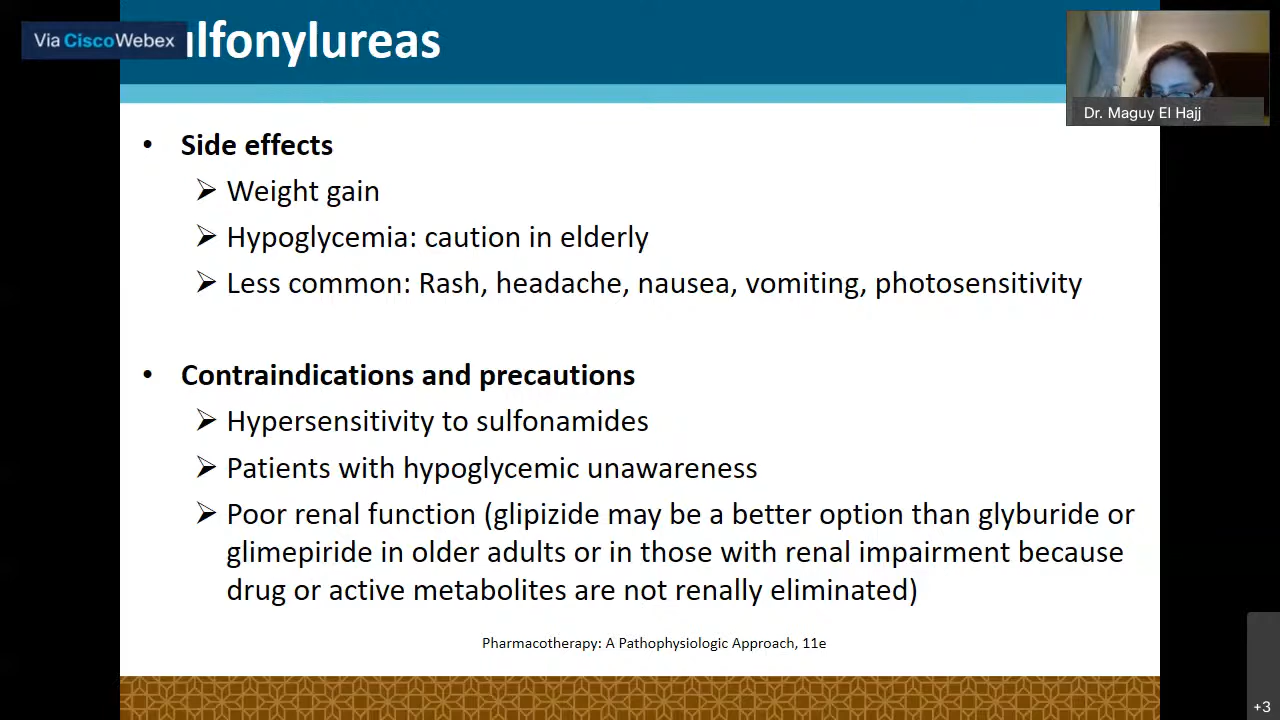 Via CiscoWebex
ulfonylureas
Dr. Maguy El Hajj
• Side effects
➢ Weight gain
➢ Hypoglycemia: caution in elderly
➢ Less common: Rash, headache, nausea, vomiting, photosensitivity
• Contraindications and precautions
➢ Hypersensitivity to sulfonamides
➢ Patients with hypoglycemic unawareness
➢ Poor renal function (glipizide may be a better option than glyburide or
glimepiride in older adults or in those with renal impairment because
drug or active metabolites are not renally eliminated)
Pharmacotherapy: A Pathophysiologic Approach, 11e
+3